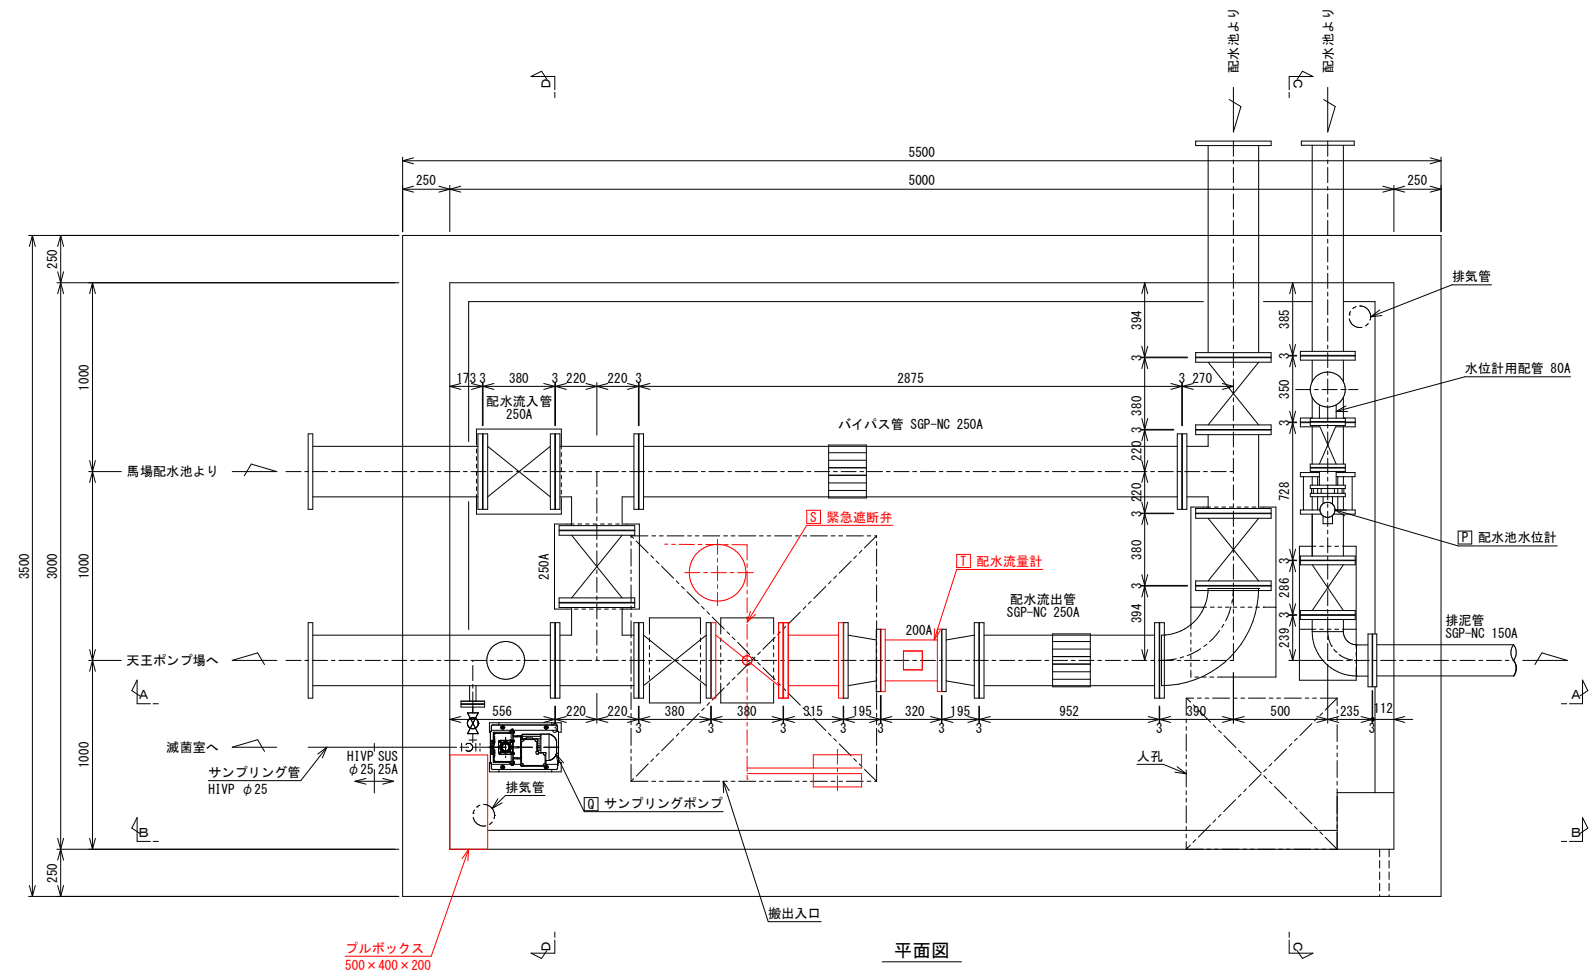 配水池より
配水池より
D
C
5500
250
5000
250
250
3500
3000
1000
1000
1000
250
394
3
380
3
220
220
3
380
3
394
385
3
350
3
728
3
286
3
239
排気管
水位計用配管 80A
173
3
380
3
220
220
3
2875
3
270
配水流入管
250A
バイパス管 SGP-NC 250A
馬場配水池より
S 緊急遮断弁
P 配水池水位計
T 配水流量計
250A
配水流出管
SGP-NC 250A
200A
排泥管
SGP-NC 150A
天王ポンプ場へ
A
A
556
3
220
220
3
380
3
380
3
315
3
195
3
320
3
195
3
952
3
390
500
235
3
112
滅菌室へ
HIVP SUS
φ25 25A
サンプリング管
HIVP φ25
人孔
排気管
Q サンプリングポンプ
B
B
搬出入口
プルボックス
500×400×200
D
C
平面図